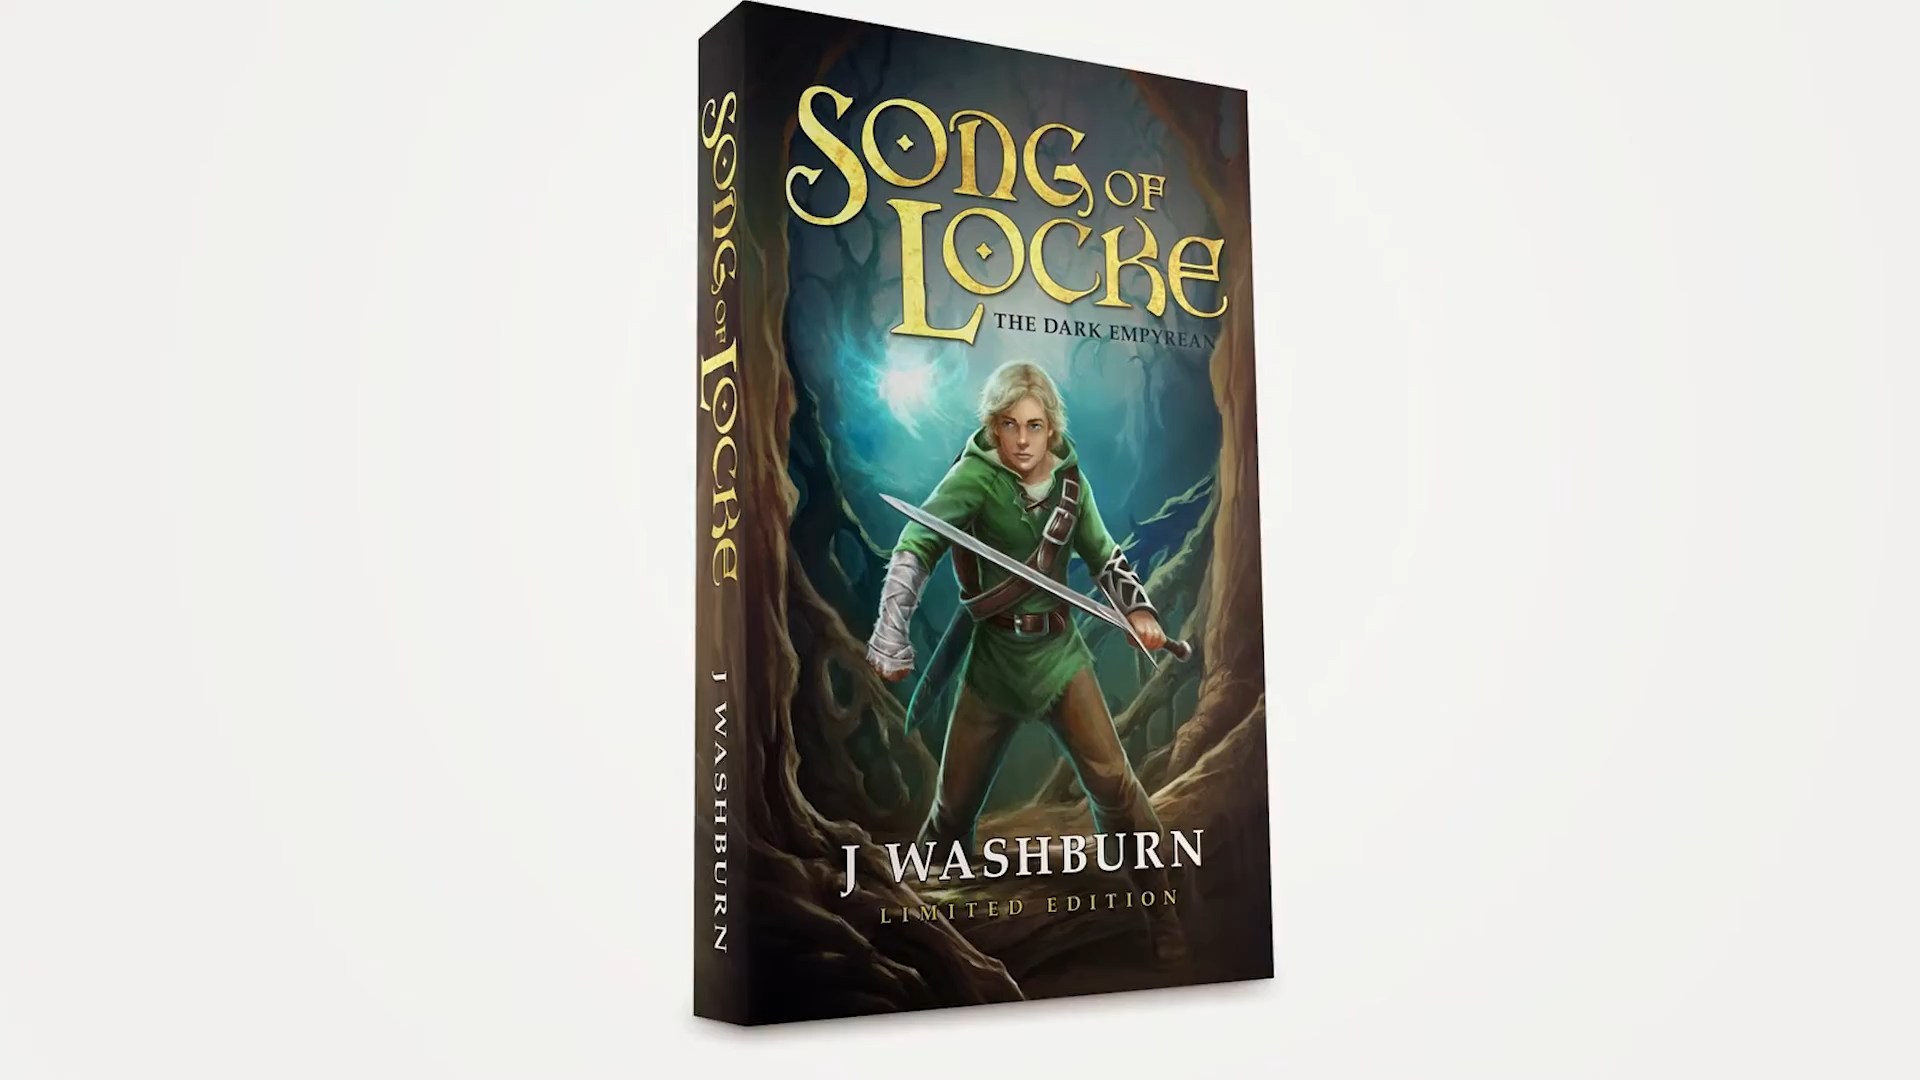 SONG OF
LOCKE
THE DARK EMPYREAN
J WASHBURN
LIMITED EDITION
SONG OF LOCKE
J WASHBURN